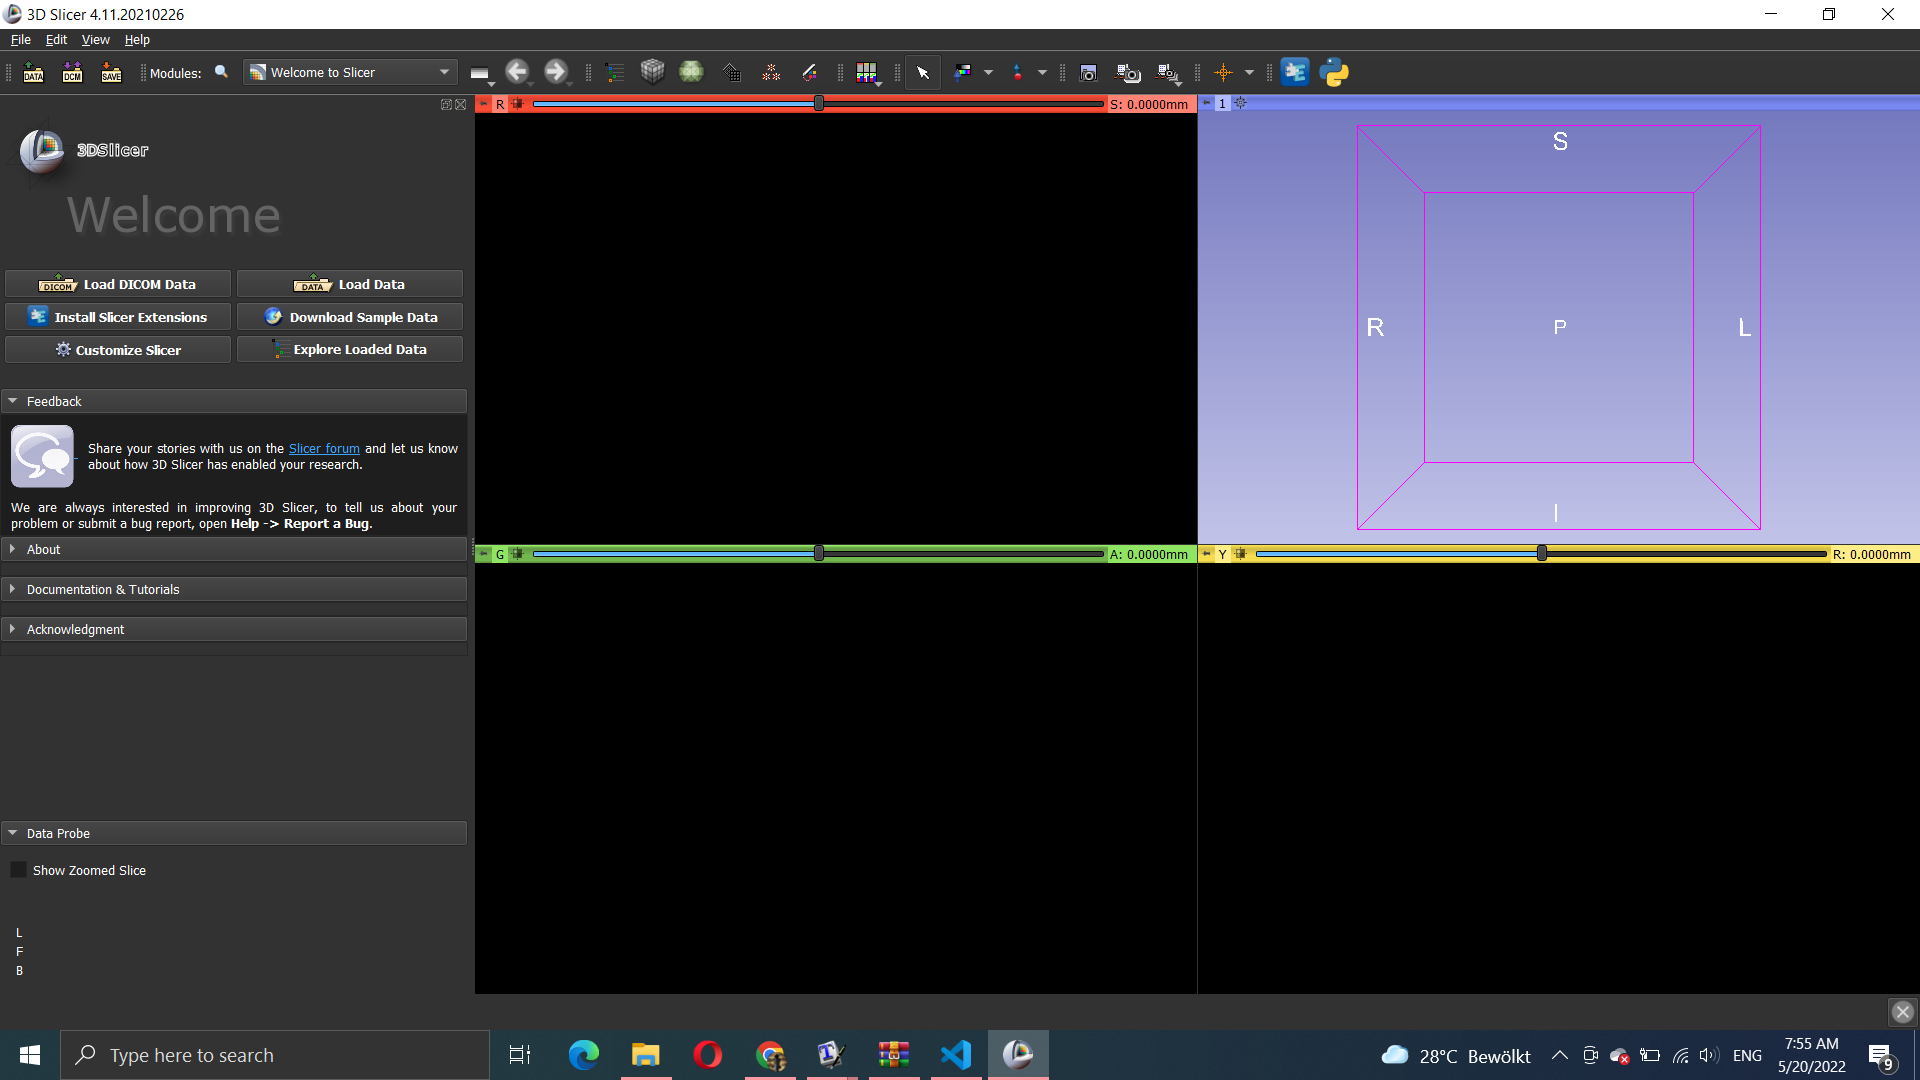 3D Slicer 4.11.20210226
File Edit View Help
DATA DCM SAVE Modules: Welcome to Slicer
R S: 0.0000mm 1
3DSlicer
Welcome
DICOM Load DICOM Data DATA Load Data
Install Slicer Extensions Download Sample Data
Customize Slicer Explore Loaded Data
Feedback
Share your stories with us on the Slicer forum and let us know
about how 3D Slicer has enabled your research.
We are always interested in improving 3D Slicer, to tell us about your
problem or submit a bug report, open Help -> Report a Bug.
About
Documentation & Tutorials
Acknowledgment
Data Probe
Show Zoomed Slice
L
F
B
S
R P L
I
G A: 0.0000mm Y R: 0.0000mm
Type here to search
28°C Bewölkt ENG
7:55 AM
5/20/2022
9